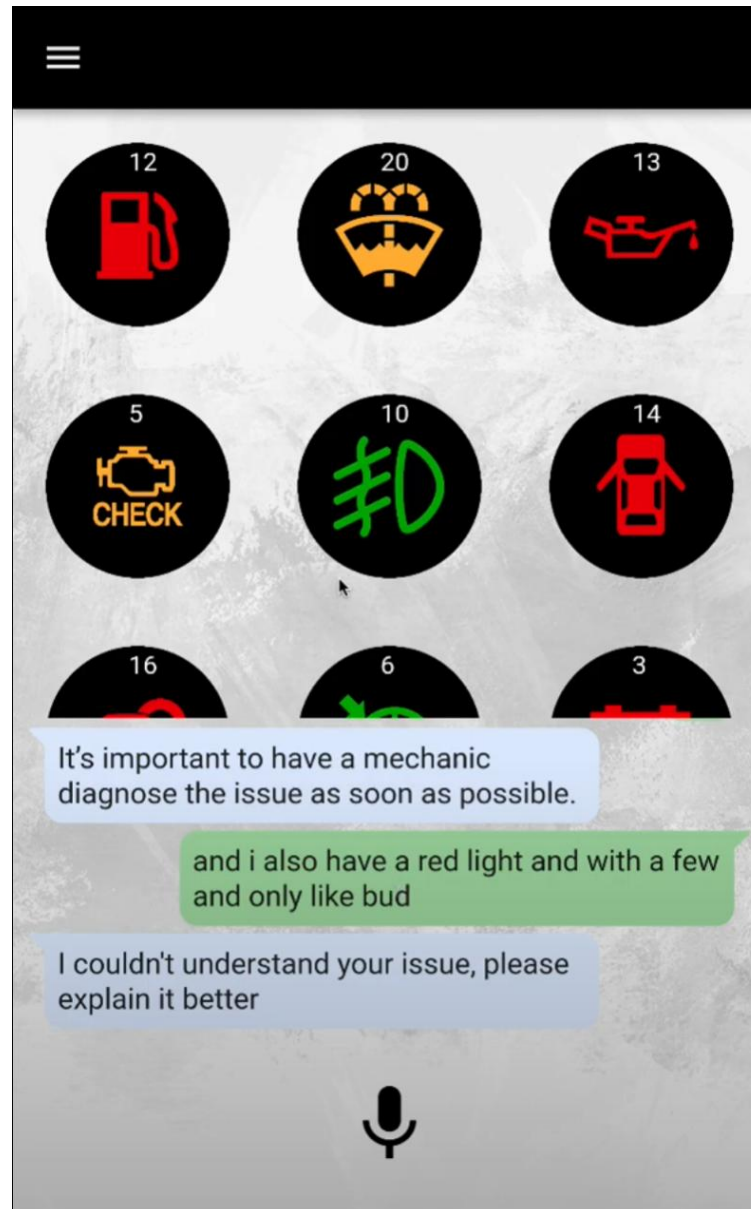 12
20
13
5
10
14
CHECK
16
6
3
It's important to have a mechanic
diagnose the issue as soon as possible.
and i also have a red light and with a few
and only like bud
I couldn't understand your issue, please
explain it better